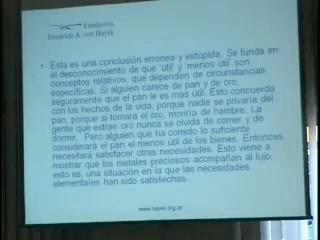 Fundación
Friedrich A. von Hayek
• Esta es una conclusión erronea y estúpida. Se funda en
el desconocimiento de que 'útil' y 'menos útil' son
conceptos relativos, que dependen de circunstancias
específicas. Si alguien carece de pan y de oro,
seguramente que el pan le es mas útil. Esto concuerda
con los hechos de la vida, porque nadie se privaría del
pan, porque si tomara el oro, moriría de hambre. La
gente que extrae oro nunca se olvida de comer y de
dormir. Pero alguien que ha comido lo suficiente
considerará el pan el menos útil de los bienes. Entonces,
necesitará satisfacer otras necesidades. Esto viene a
mostrar que los metales preciosos acompañan al lujo,
esto es, una situación en la que las necesidades
elementales han sido satisfechas..
www.hayek.org.ar